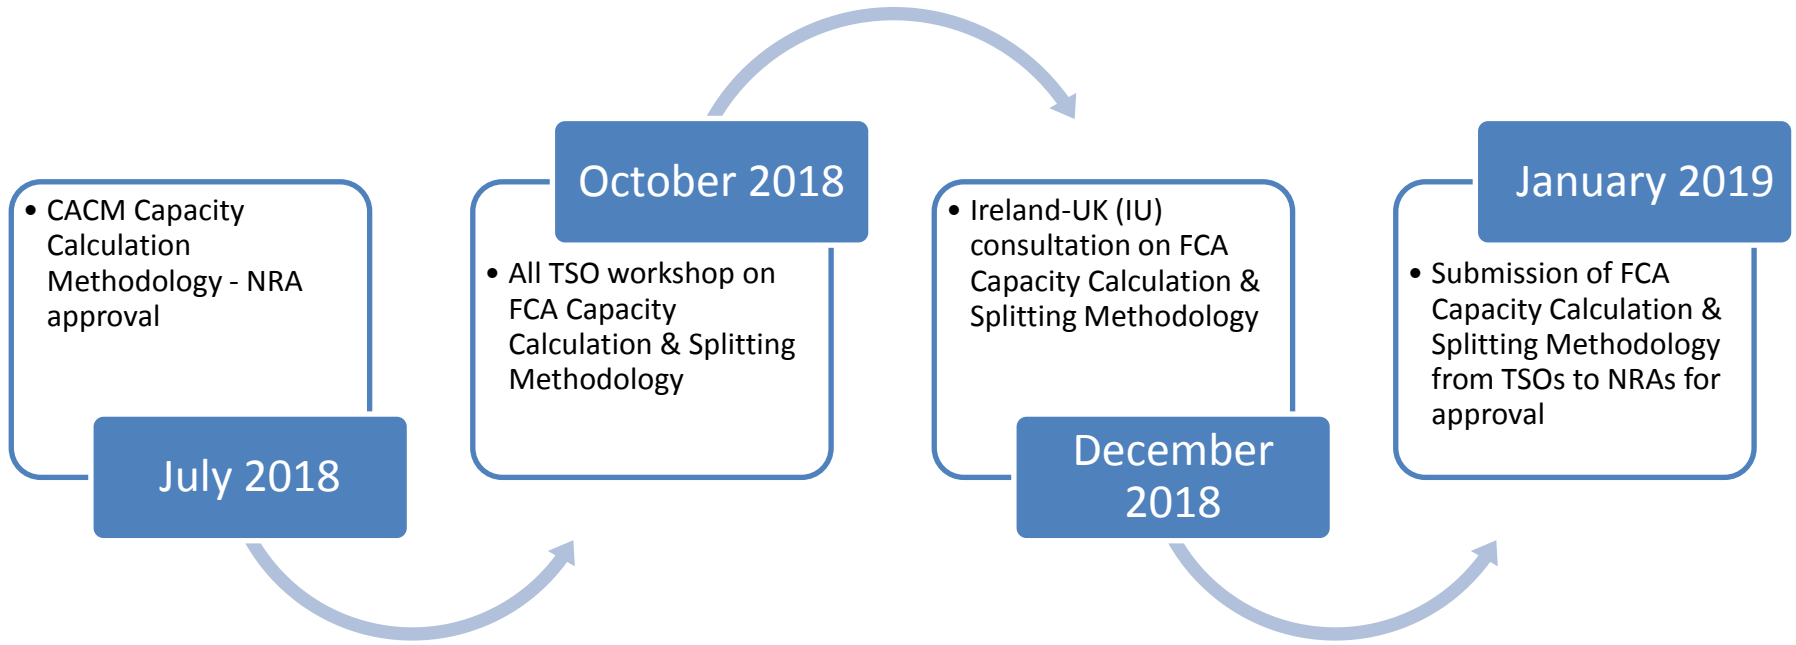 • CACM Capacity
Calculation
Methodology - NRA
approval
July 2018
October 2018
• All TSO workshop on
FCA Capacity
Calculation & Splitting
Methodology
• Ireland-UK (IU)
consultation on FCA
Capacity Calculation &
Splitting Methodology
December
2018
January 2019
• Submission of FCA
Capacity Calculation &
Splitting Methodology
from TSOs to NRAs for
approval